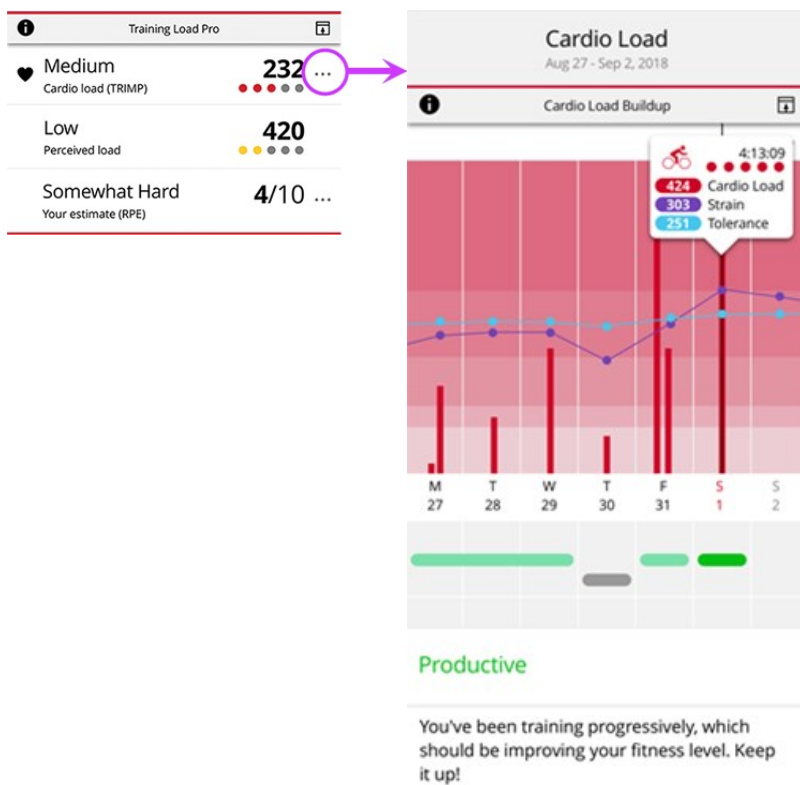 Training Load Pro
Medium
232 ...
Cardio load (TRIMP)
Low
420
Perceived load
Somewhat Hard
4/10 ...
Your estimate (RPE)
Cardio Load
Aug 27 - Sep 2, 2018
Cardio Load Buildup
4:13:09
424 Cardio Load
303 Strain
251 Tolerance
M T W T F S S
27 28 29 30 31 1 2
Productive
You've been training progressively, which
should be improving your fitness level. Keep
it up!